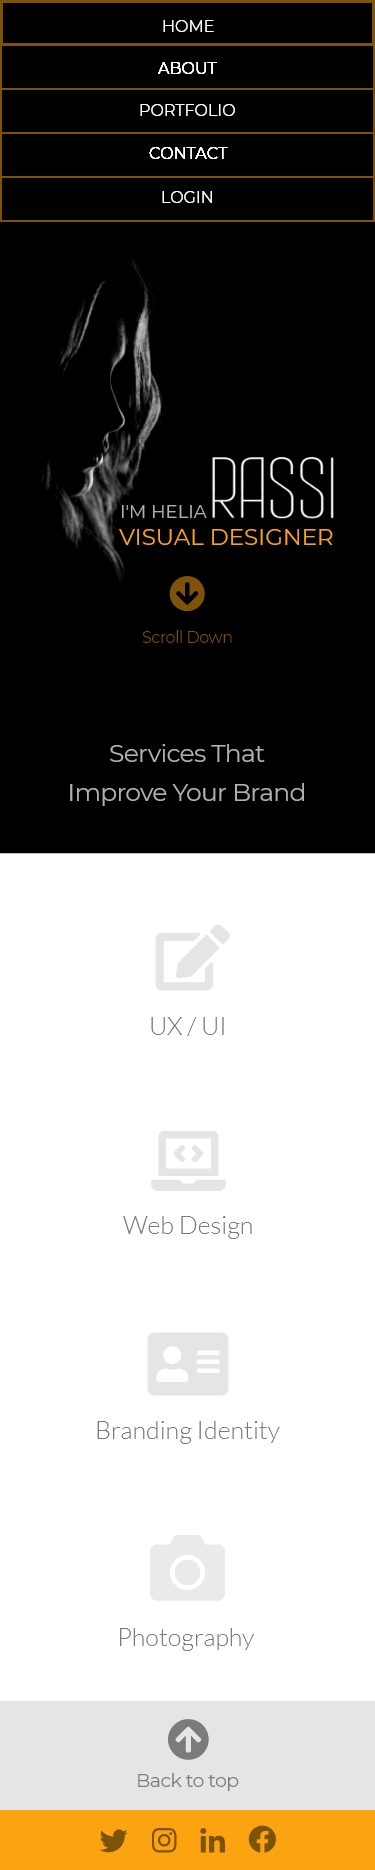 HOME
ABOUT
PORTFOLIO
CONTACT
LOGIN
I'M HELIA RASSI
VISUAL DESIGNER
Scroll Down
Services That
Improve Your Brand
UX / UI
Web Design
Branding Identity
Photography
Back to top